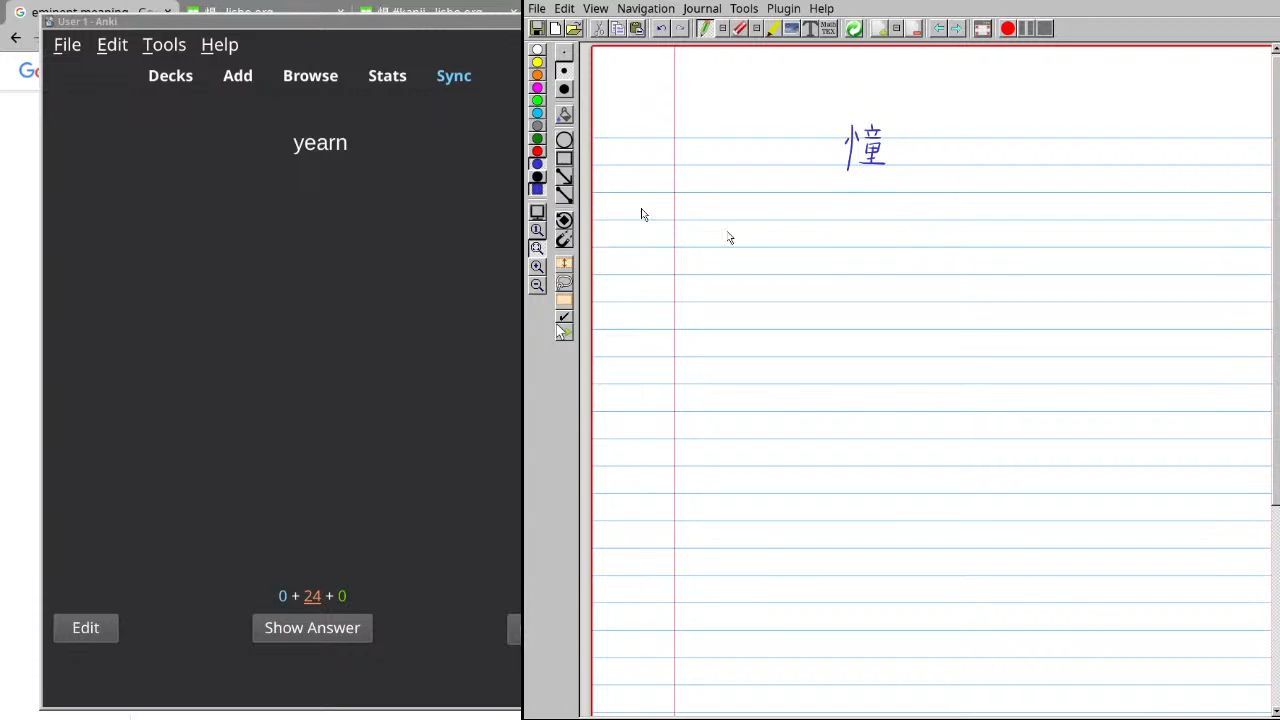 User 1 - Anki
File Edit Tools Help
Decks Add Browse Stats Sync
yearn
0 + 24 + 0
Edit
Show Answer
File Edit View Navigation Journal Tools Plugin Help
憧